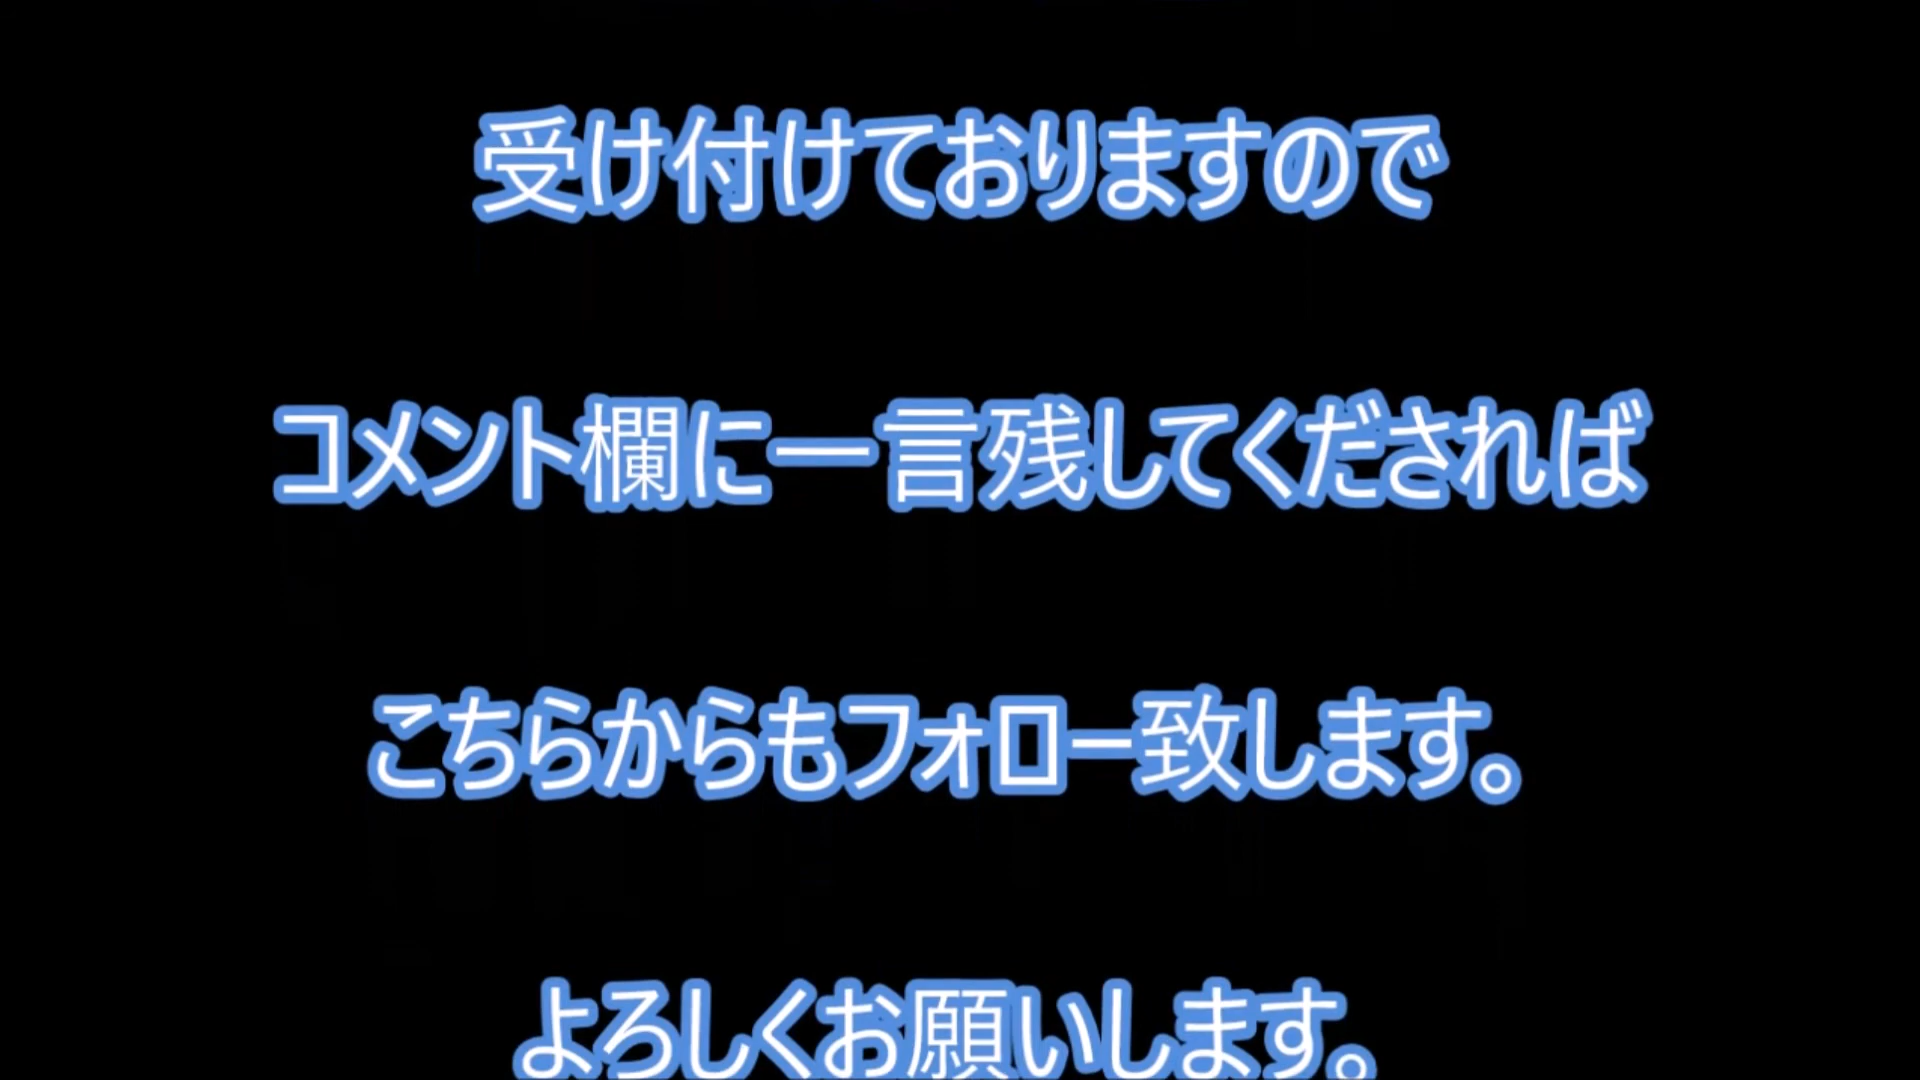 受け付けておりますので
コメント欄に一言残してくだされば
こちらからもフォロー致します。
よろしくお願いします。